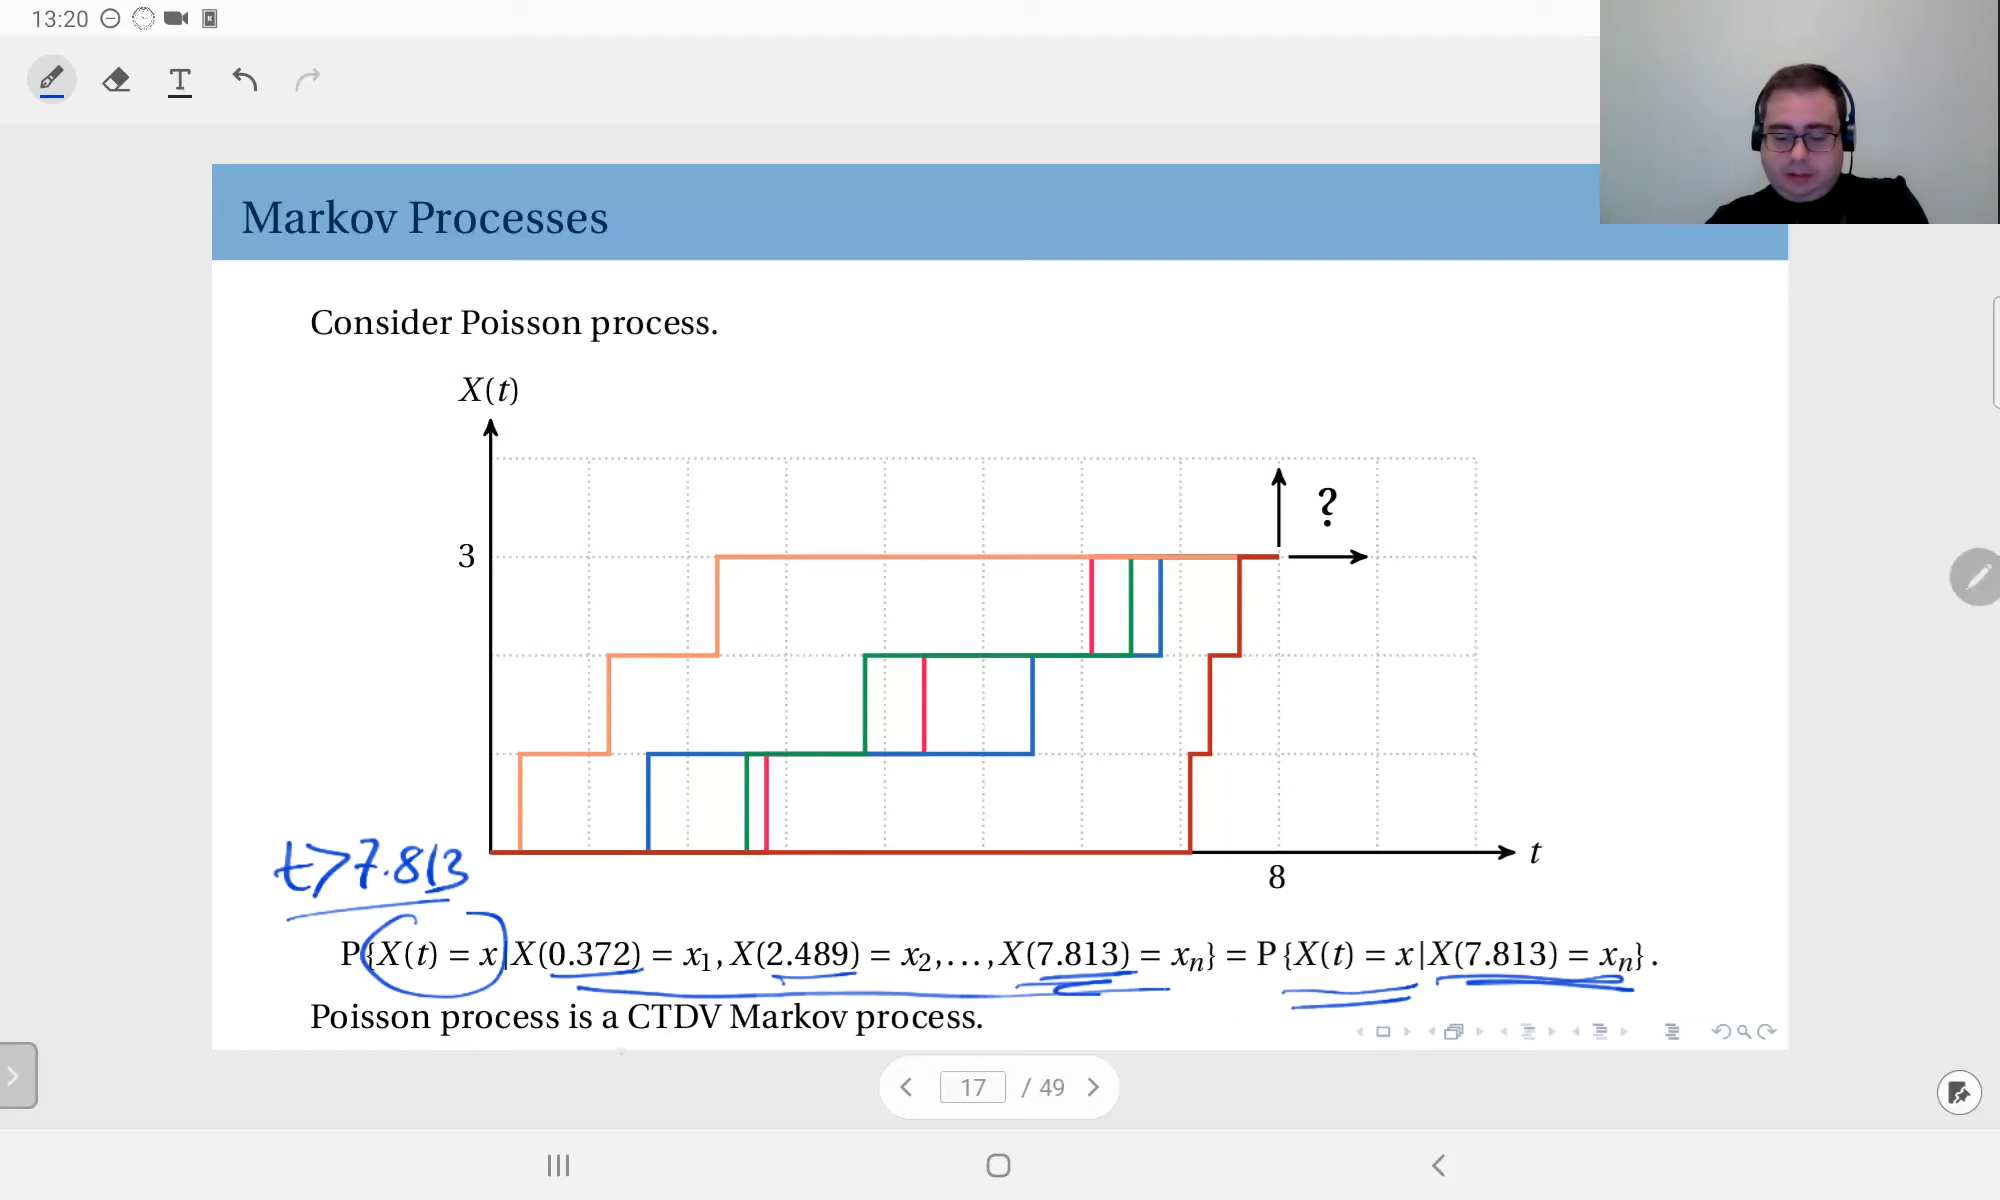 13:20
T
Markov Processes
Consider Poisson process.
X(t)
?
3
t
8
t>7.813
P{X(t) = x|X(0.372) = x₁, X(2.489) = x₂,..., X(7.813) = xₙ} = P{X(t) = x|X(7.813) = xₙ}.
Poisson process is a CTDV Markov process.
17 / 49